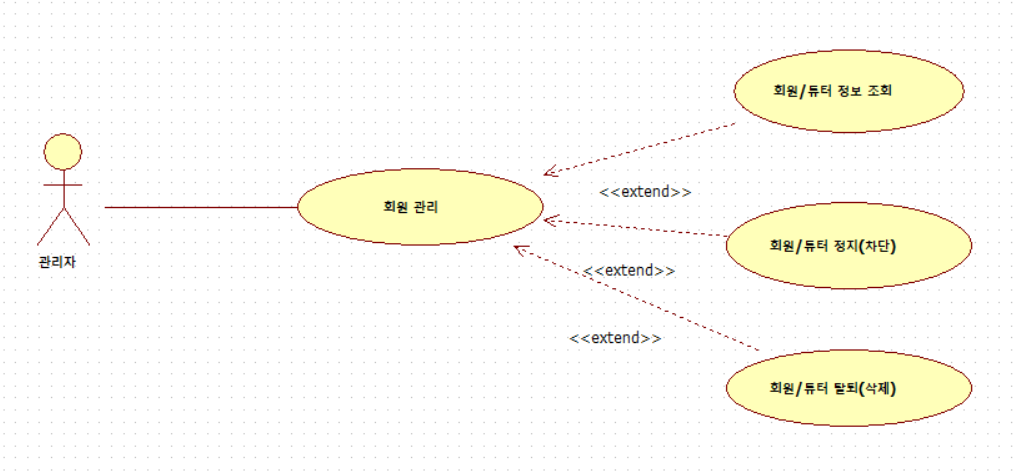 회원/튜터 정보 조회
<<extend>>
회원 관리
회원/튜터 정지(차단)
관리자
<<extend>>
<<extend>>
회원/튜터 탈퇴(삭제)